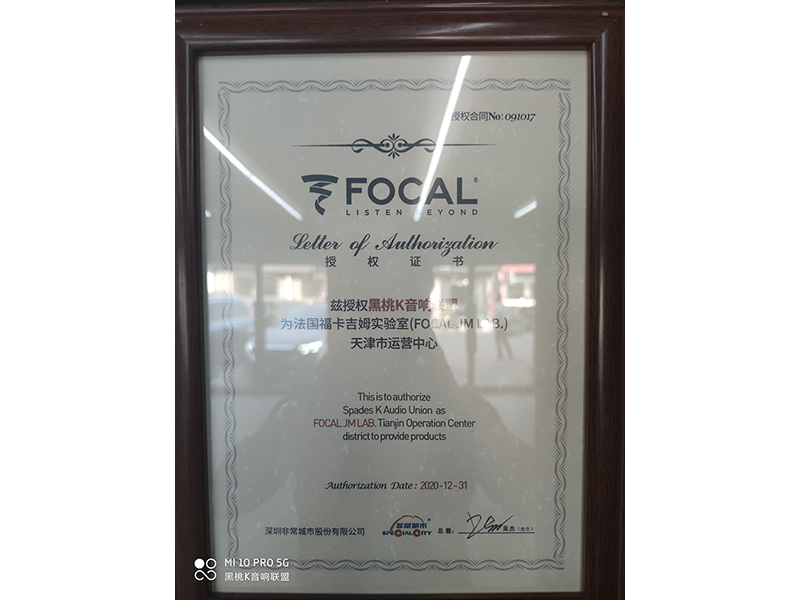 授权合同No: 091017
FOCAL®
LISTEN BEYOND
Letter of Authorization
授权证书
兹授权黑桃K音响联盟
为法国福卡吉姆实验室(FOCAL.JM LAB.)
天津市运营中心
This is to authorize
Spades K Audio Union as
FOCAL.JM LAB. Tianjin Operation Center
district to provide products
Authorization Date : 2020-12-31
深圳非常城市股份有限公司
非常城市
SPECIALCITY
总裁:
吴杰(先生)
MI 10 PRO 5G
黑桃K音响联盟